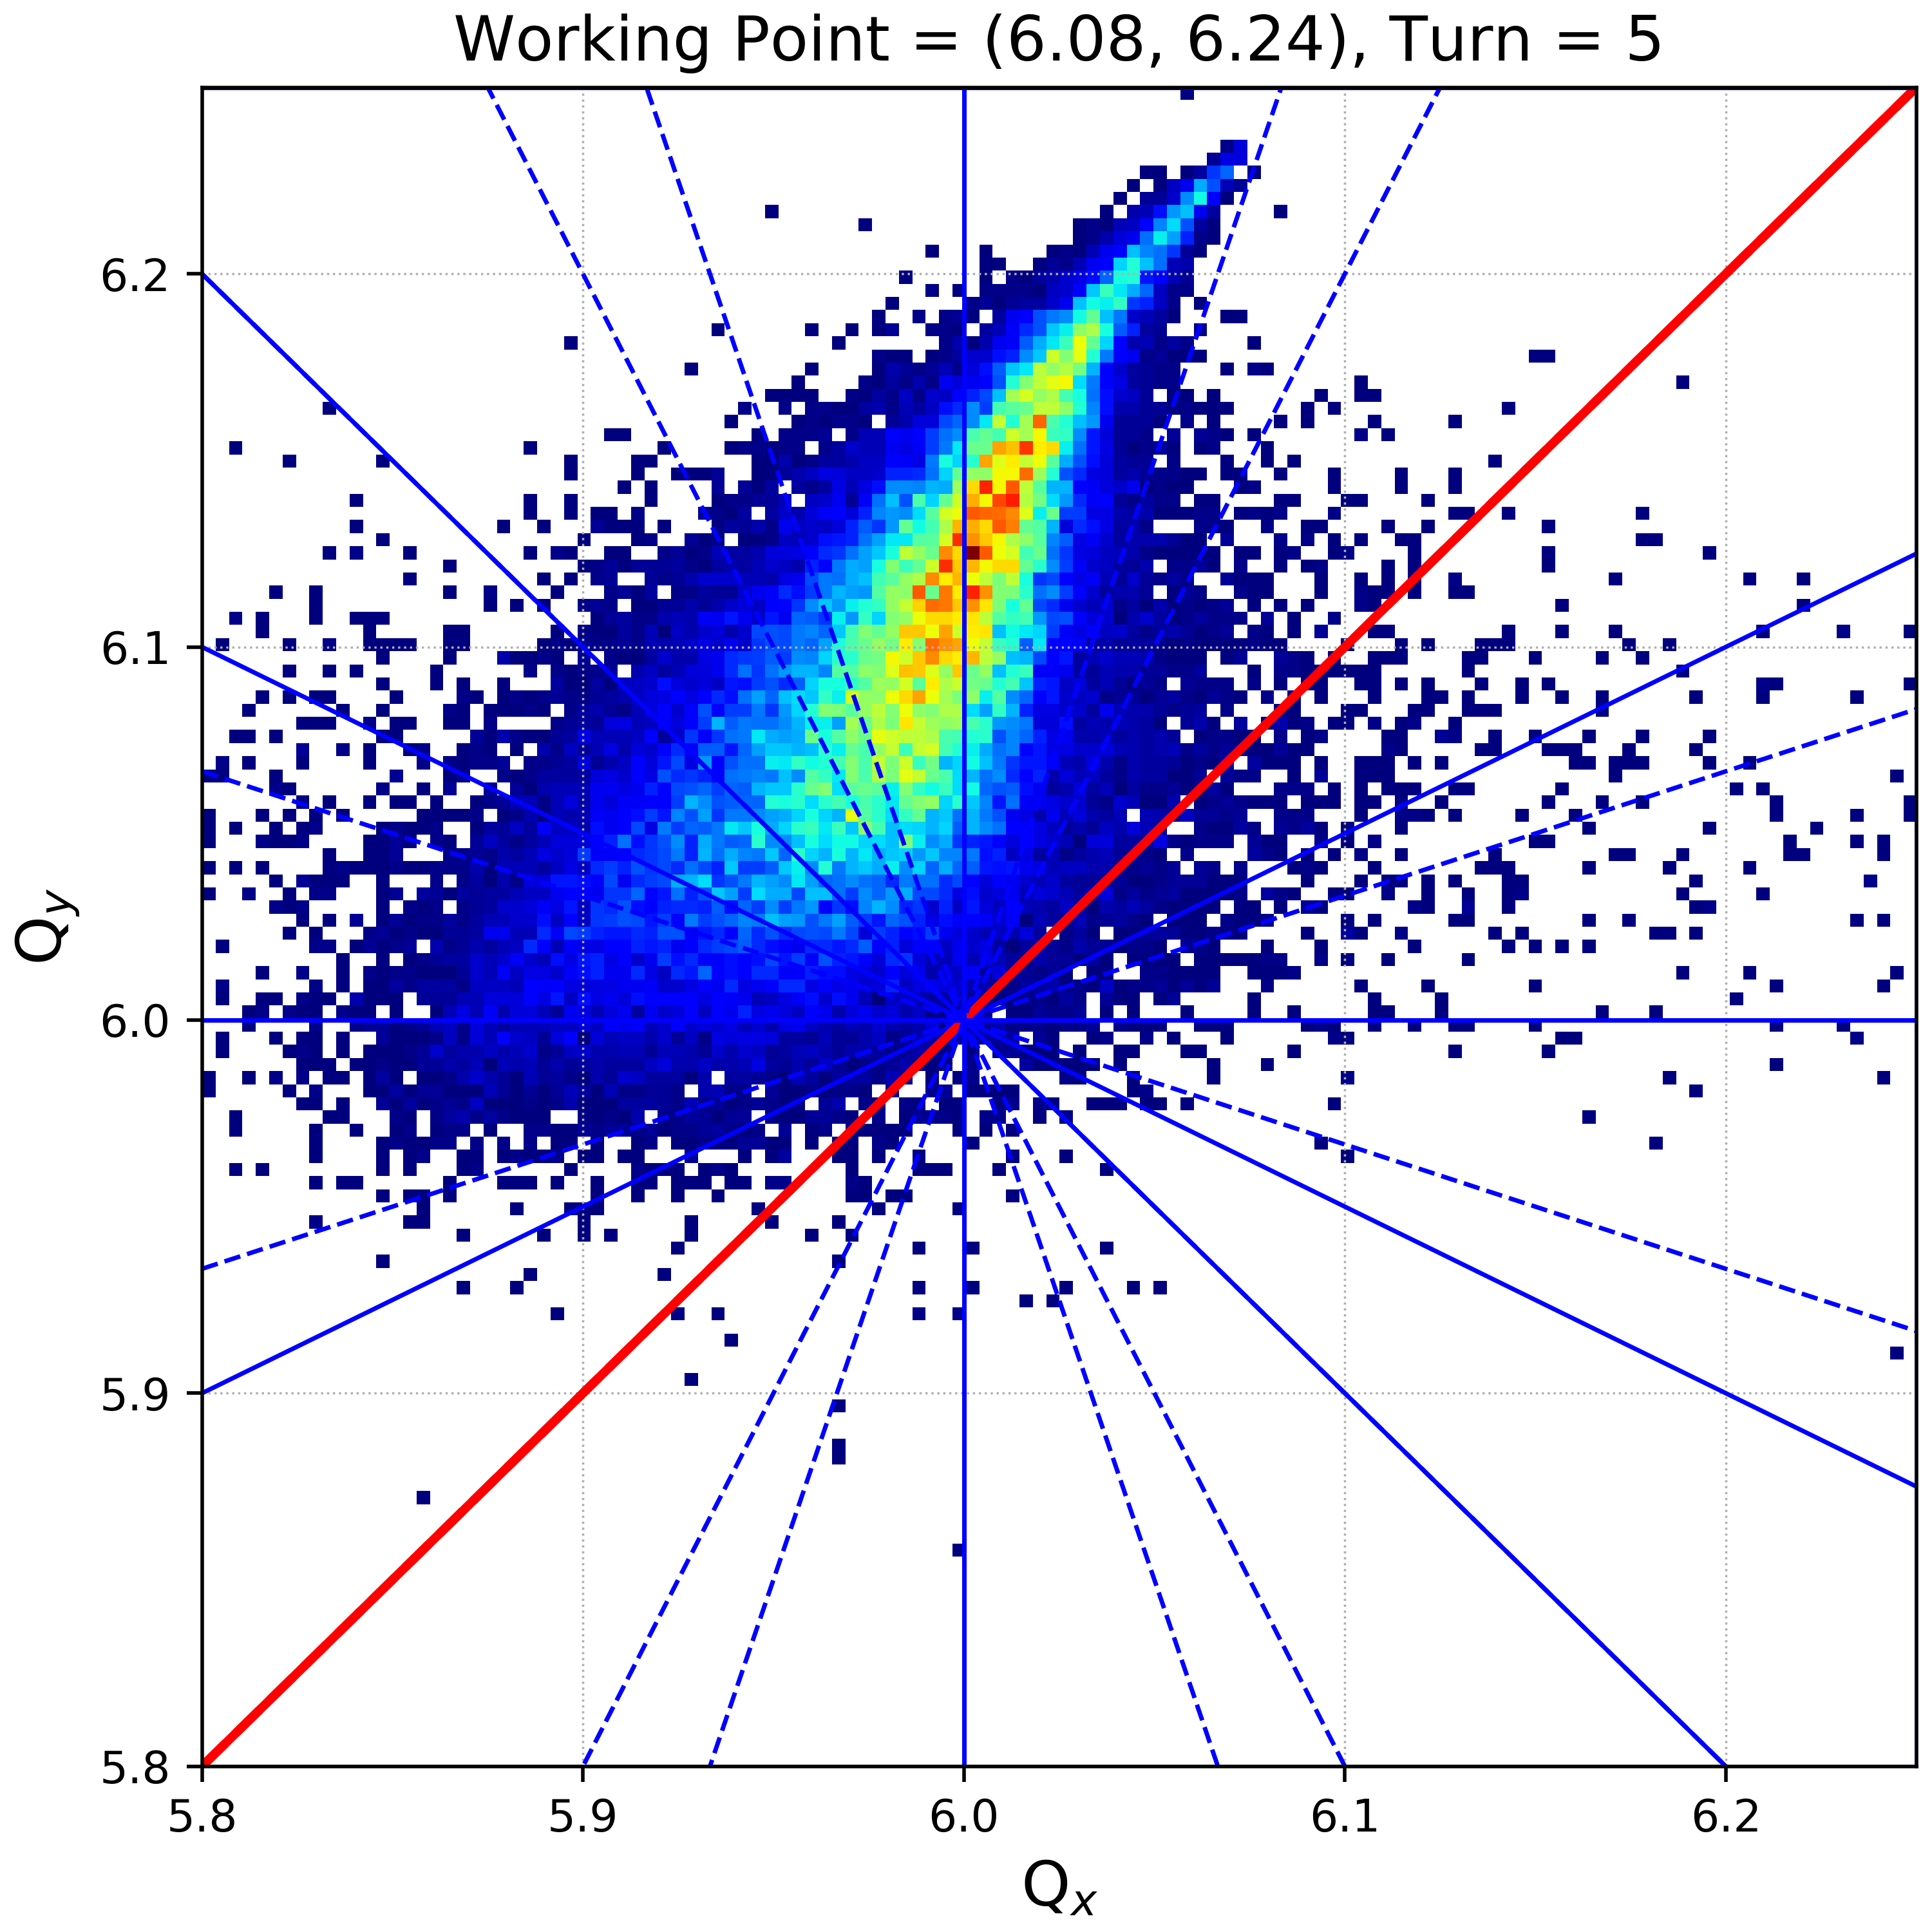 Working Point = (6.08, 6.24), Turn = 5
6.2
6.1
6.0
5.9
5.8
Qy
5.8 5.9 6.0 6.1 6.2
Qx